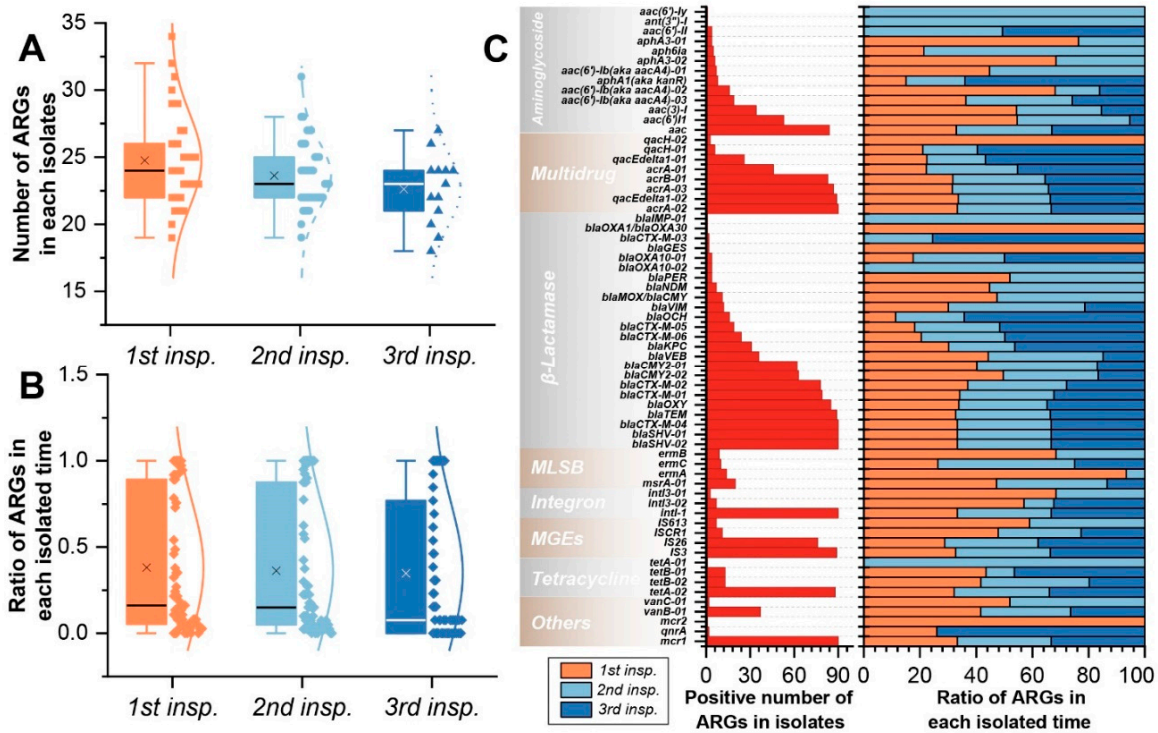 A
Number of ARGs
in each isolates
35
30
25
20
15
1st insp.
2nd insp.
3rd insp.
B
Ratio of ARGs in
each isolated time
1.5
1.0
0.5
0.0
1st insp.
2nd insp.
3rd insp.
C
Aminoglycoside
aac(6')-Iy
ant(3")-I
aac(6')-II
aphA3-01
aph6ia
aphA3-02
aac(6')-Ib(aka aacA4)-01
aphA1(aka kanR)
aac(6')-Ib(aka aacA4)-02
aac(6')-Ib(aka aacA4)-03
aac(3)-I
aac(6')I1
aac
Multidrug
qacH-02
qacH-01
qacEdelta1-01
acrA-01
acrB-01
acrA-03
qacEdelta1-02
acrA-02
β-Lactamase
blaIMP-01
blaOXA1/blaOXA30
blaCTX-M-03
blaGES
blaOXA10-01
blaOXA10-02
blaPER
blaNDM
blaMOX/blaCMY
blaVIM
blaOCH
blaCTX-M-05
blaCTX-M-06
blaKPC
blaVEB
blaCMY2-01
blaCMY2-02
blaCTX-M-02
blaCTX-M-01
blaOXY
blaTEM
blaCTX-M-04
blaSHV-01
blaSHV-02
MLSB
ermB
ermC
ermA
msrA-01
Integron
intl3-01
intl3-02
intl-1
MGEs
IS613
ISCR1
IS26
IS3
Tetracycline
tetA-01
tetB-01
tetB-02
tetA-02
Others
vanC-01
vanB-01
mcr2
qnrA
mcr1
0 30 60 90
Positive number of
ARGs in isolates
0 20 40 60 80 100
Ratio of ARGs in
each isolated time
1st insp.
2nd insp.
3rd insp.